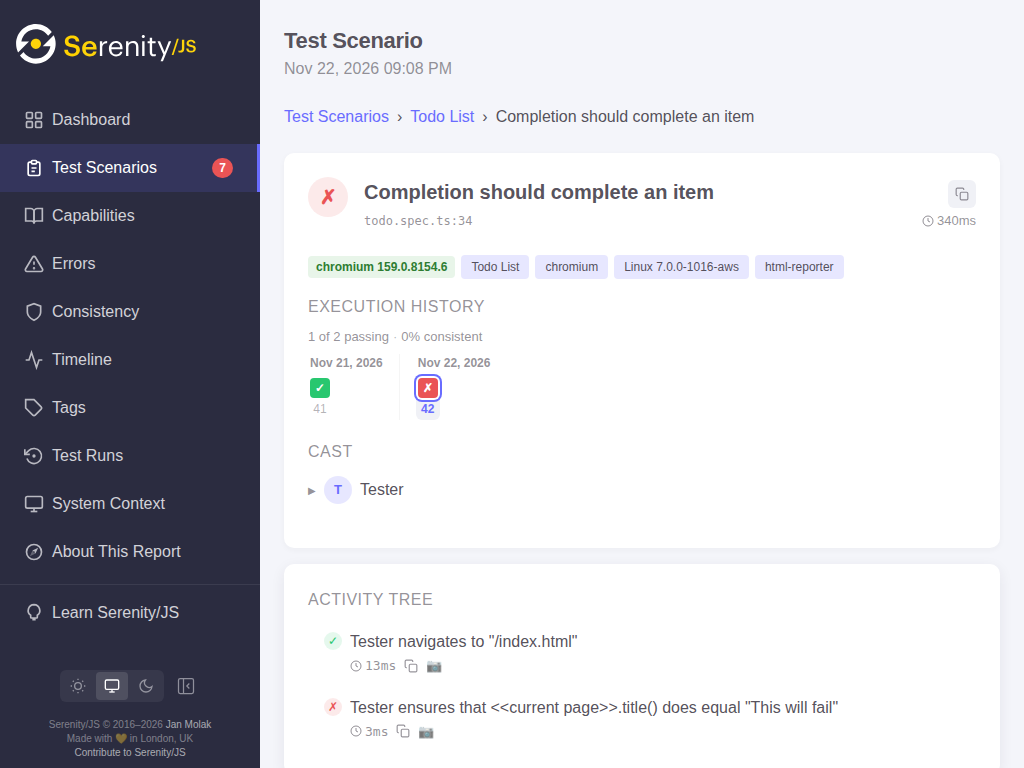 Serenity/JS
Dashboard
Test Scenarios 7
Capabilities
Errors
Consistency
Timeline
Tags
Test Runs
System Context
About This Report
Learn Serenity/JS
Serenity/JS © 2016–2026 Jan Molak
Made with 💛 in London, UK
Contribute to Serenity/JS
Test Scenario
Nov 22, 2026 09:08 PM
Test Scenarios › Todo List › Completion should complete an item
✗ Completion should complete an item
todo.spec.ts:34 340ms
chromium 159.0.8154.6 Todo List chromium Linux 7.0.0-1016-aws html-reporter
EXECUTION HISTORY
1 of 2 passing · 0% consistent
Nov 21, 2026 Nov 22, 2026
✓ ✗
41 42
CAST
▶ T Tester
ACTIVITY TREE
✓ Tester navigates to "/index.html"
13ms
✗ Tester ensures that <<current page>>.title() does equal "This will fail"
3ms